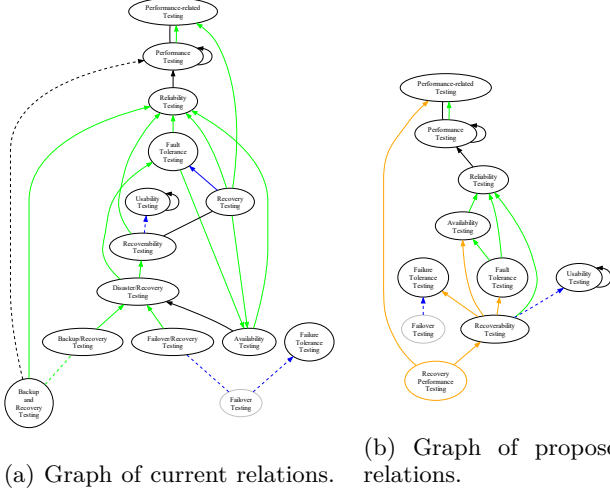 Performance-related
Testing
Performance
Testing
Reliability
Testing
Fault
Tolerance
Testing
Usability
Testing
Recovery
Testing
Recoverability
Testing
Disaster/Recovery
Testing
Backup/Recovery
Testing
Failover/Recovery
Testing
Availability
Testing
Failure
Tolerance
Testing
Backup
and
Recovery
Testing
Failover
Testing
(a) Graph of current relations.
Performance-related
Testing
Performance
Testing
Reliability
Testing
Availability
Testing
Failure
Tolerance
Testing
Fault
Tolerance
Testing
Usability
Testing
Failover
Testing
Recoverability
Testing
Recovery
Performance
Testing
(b) Graph of propose
relations.